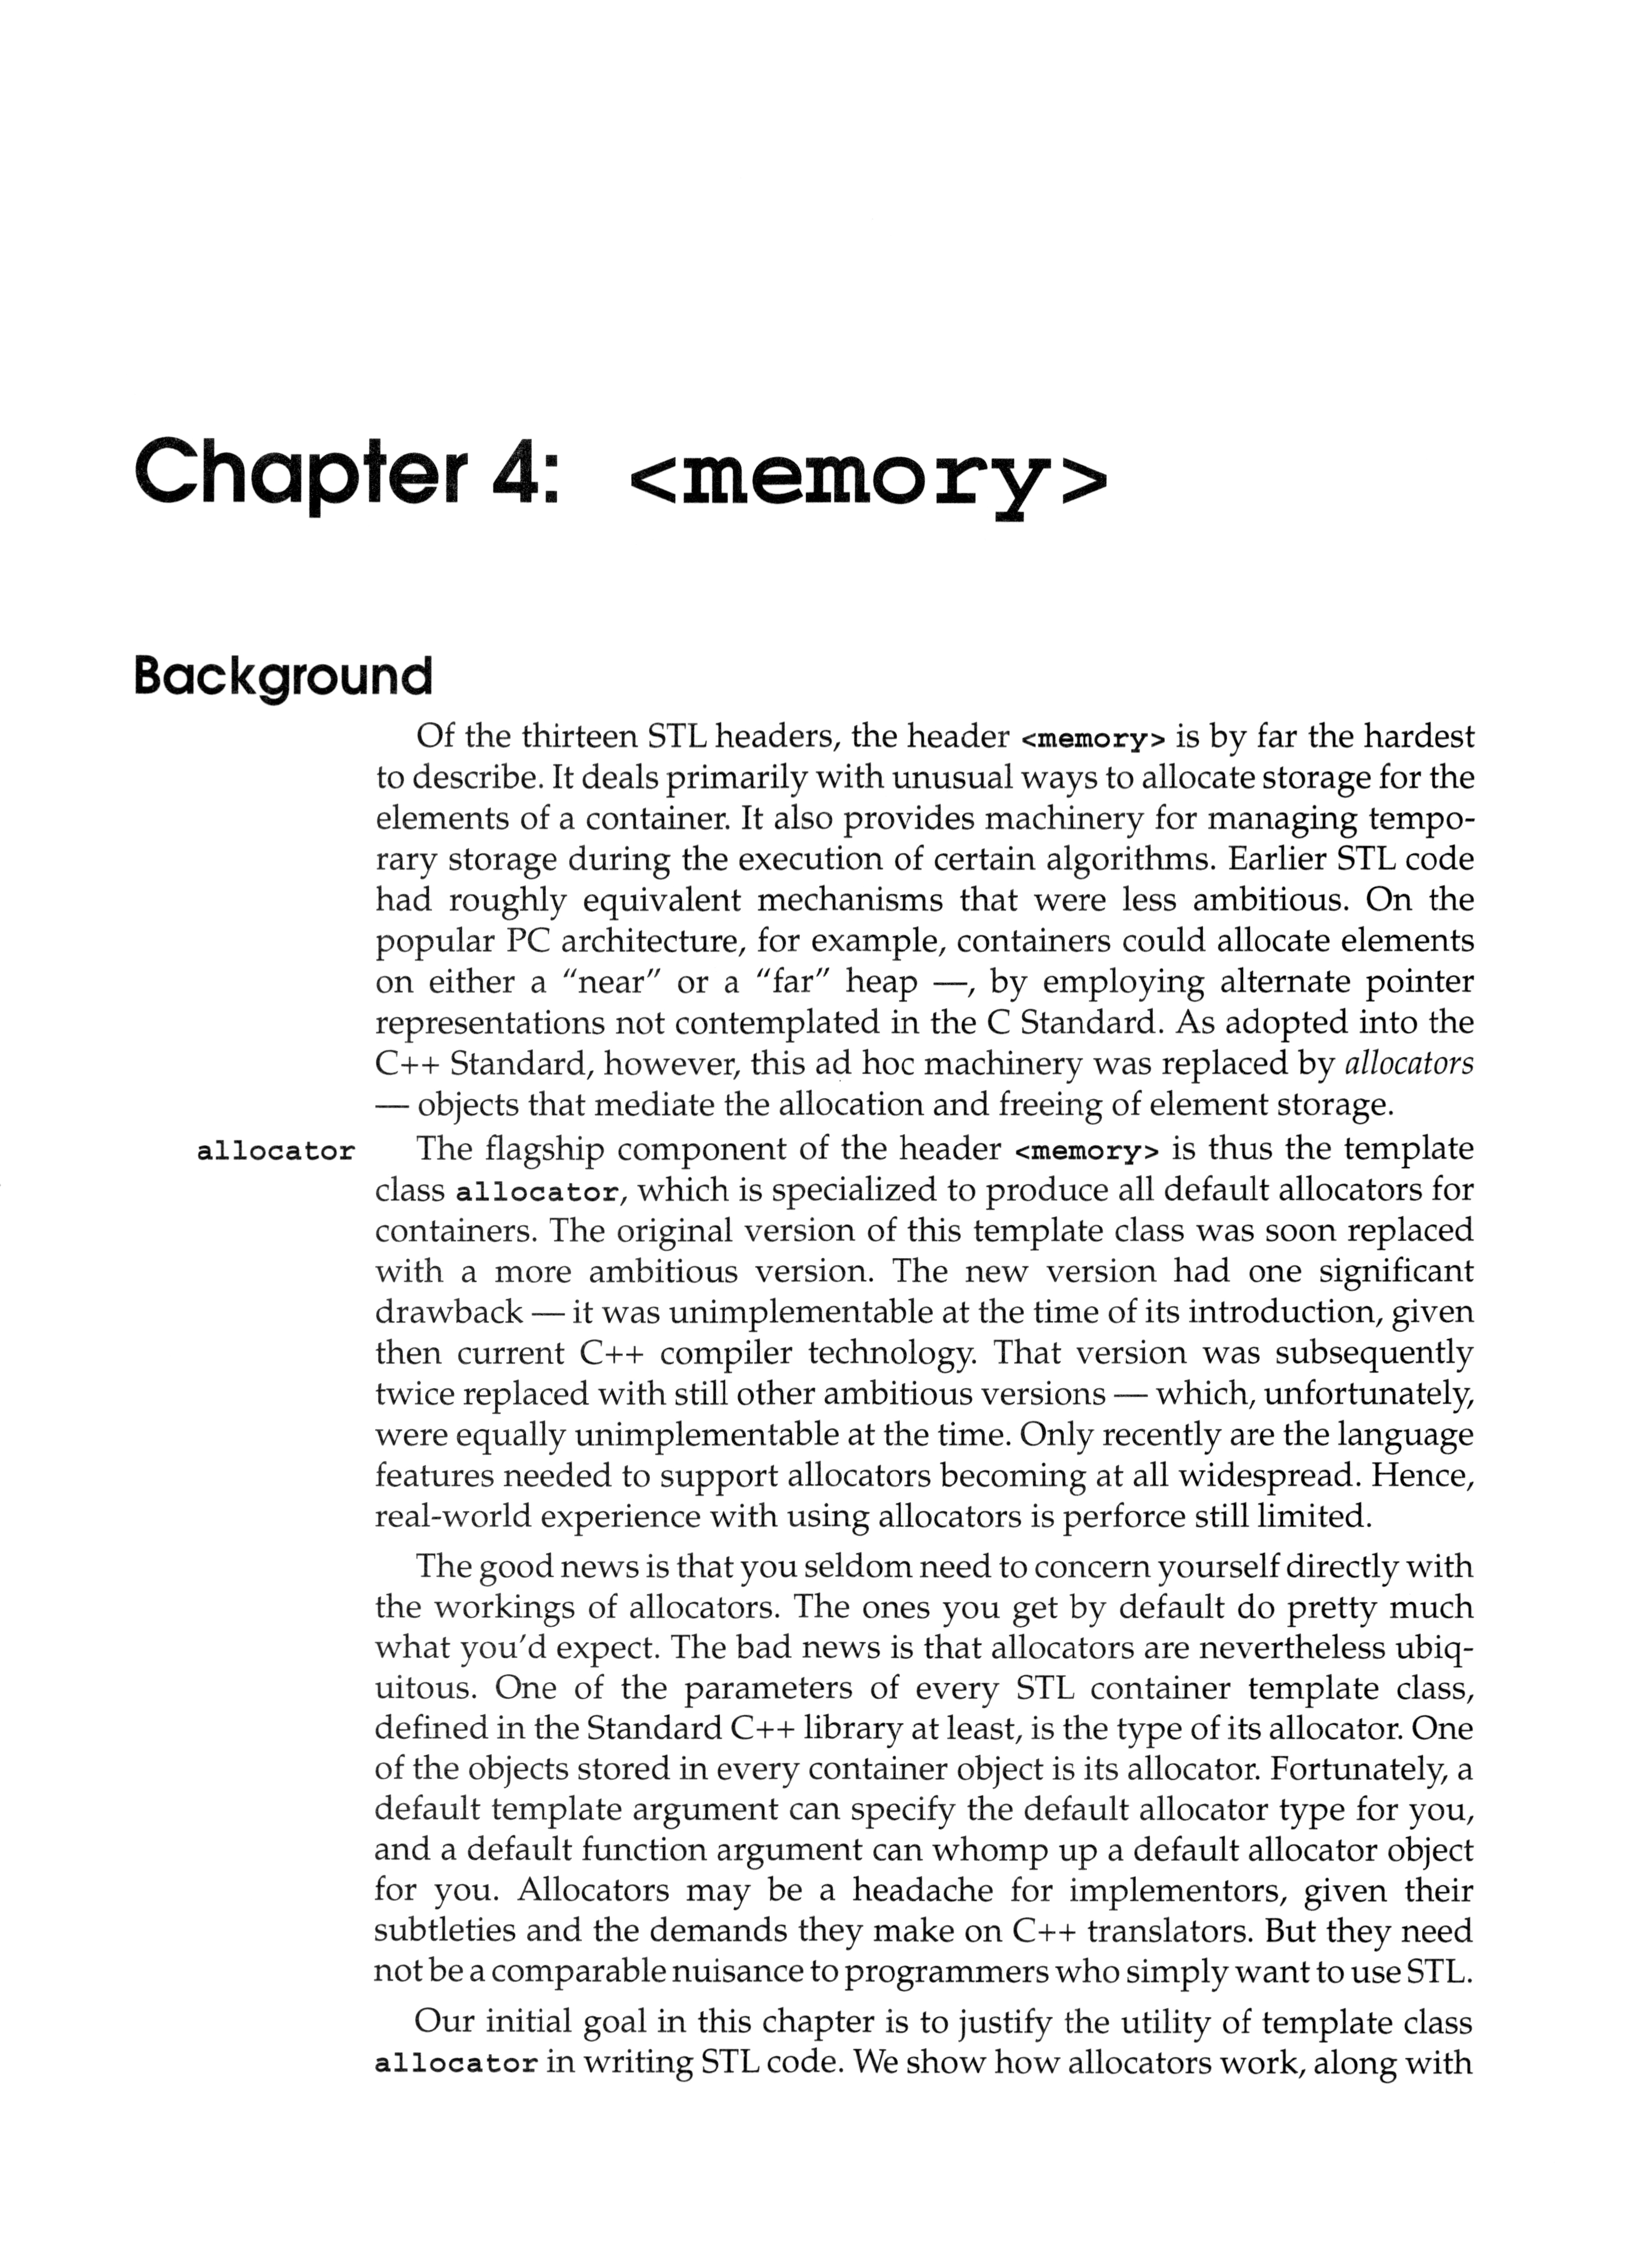 Chapter 4: <memory>
Background
Of the thirteen STL headers, the header <memory> is by far the hardest
to describe. It deals primarily with unusual ways to allocate storage for the
elements of a container. It also provides machinery for managing tempo-
rary storage during the execution of certain algorithms. Earlier STL code
had roughly equivalent mechanisms that were less ambitious. On the
popular PC architecture, for example, containers could allocate elements
on either a “near” or a “far” heap —, by employing alternate pointer
representations not contemplated in the C Standard. As adopted into the
C++ Standard, however, this ad hoc machinery was replaced by allocators
— objects that mediate the allocation and freeing of element storage.
allocator The flagship component of the header <memory> is thus the template
class allocator, which is specialized to produce all default allocators for
containers. The original version of this template class was soon replaced
with a more ambitious version. The new version had one significant
drawback — it was unimplementable at the time of its introduction, given
then current C++ compiler technology. That version was subsequently
twice replaced with still other ambitious versions — which, unfortunately,
were equally unimplementable at the time. Only recently are the language
features needed to support allocators becoming at all widespread. Hence,
real-world experience with using allocators is perforce still limited.
The good news is that you seldom need to concern yourself directly with
the workings of allocators. The ones you get by default do pretty much
what you’d expect. The bad news is that allocators are nevertheless ubiq-
uitous. One of the parameters of every STL container template class,
defined in the Standard C++ library at least, is the type of its allocator. One
of the objects stored in every container object is its allocator. Fortunately, a
default template argument can specify the default allocator type for you,
and a default function argument can whomp up a default allocator object
for you. Allocators may be a headache for implementors, given their
subtleties and the demands they make on C++ translators. But they need
not be a comparable nuisance to programmers who simply want to use STL.
Our initial goal in this chapter is to justify the utility of template class
allocator in writing STL code. We show how allocators work, along with